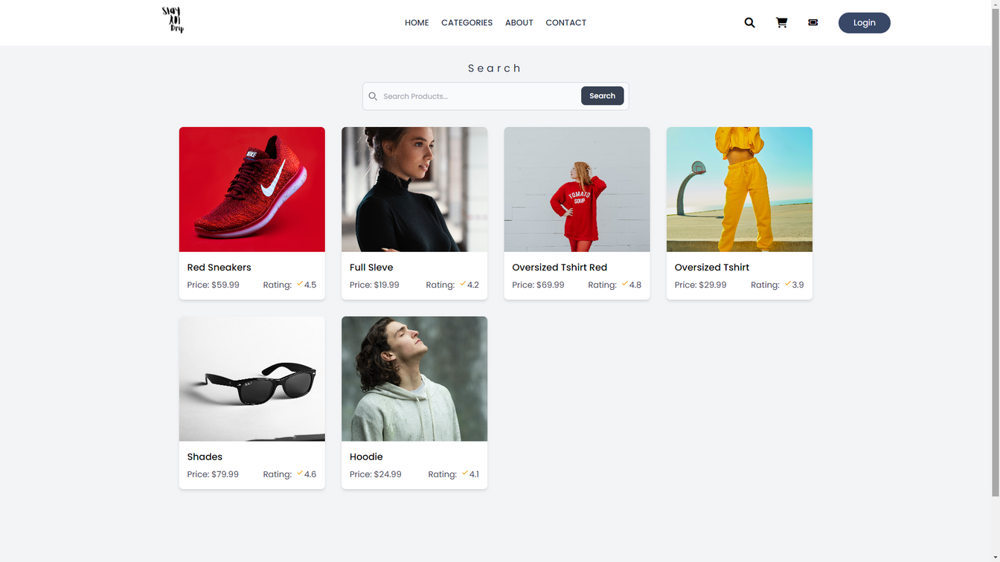 Stay
In
Drip
HOME CATEGORIES ABOUT CONTACT Login
Search
Search Products... Search
NIKE
TOMATO
SOUP
Red Sneakers
Price: $59.99 Rating: 4.5
Full Sleve
Price: $19.99 Rating: 4.2
Oversized Tshirt Red
Price: $69.99 Rating: 4.8
Oversized Tshirt
Price: $29.99 Rating: 3.9
Shades
Price: $79.99 Rating: 4.6
Hoodie
Price: $24.99 Rating: 4.1